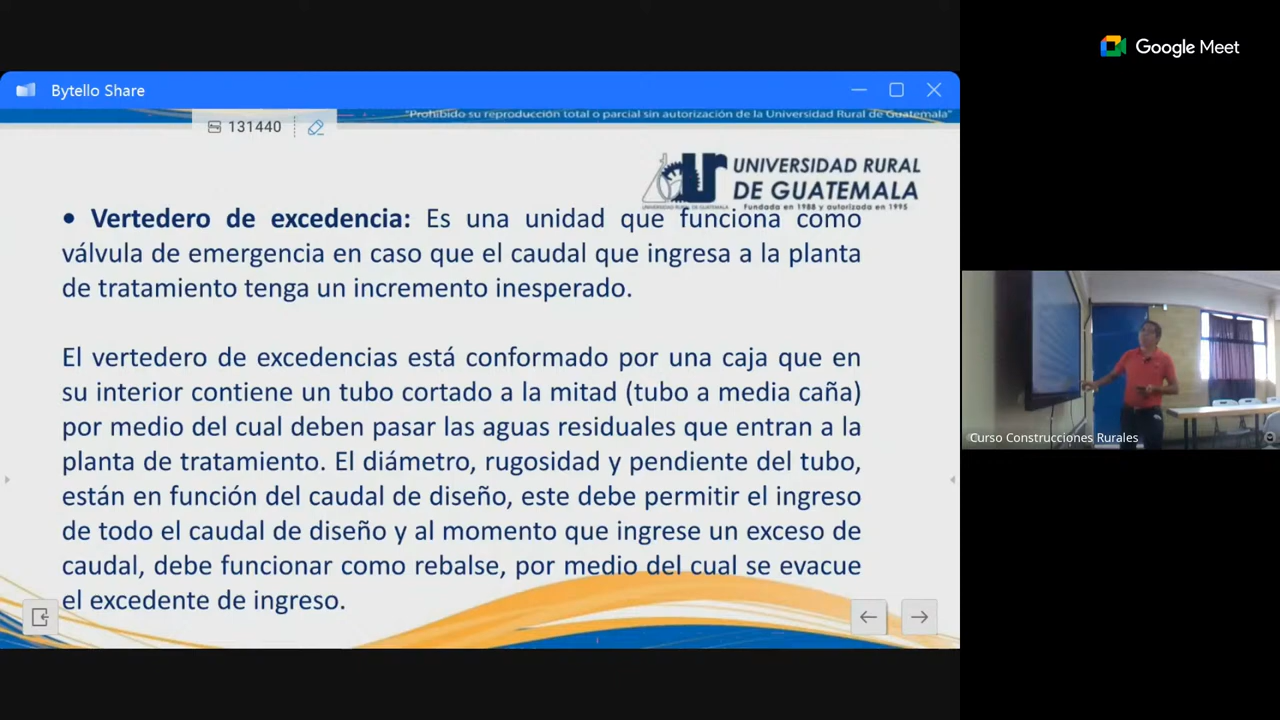 Google Meet
Bytello Share
"Prohibido su reproducción total o parcial sin autorización de la Universidad Rural de Guatemala"
131440
UNIVERSIDAD RURAL
DE GUATEMALA
Fundada en 1988 y autorizada en 1995
• Vertedero de excedencia: Es una unidad que funciona como
válvula de emergencia en caso que el caudal que ingresa a la planta
de tratamiento tenga un incremento inesperado.
El vertedero de excedencias está conformado por una caja que en
su interior contiene un tubo cortado a la mitad (tubo a media caña)
por medio del cual deben pasar las aguas residuales que entran a la
planta de tratamiento. El diámetro, rugosidad y pendiente del tubo,
están en función del caudal de diseño, este debe permitir el ingreso
de todo el caudal de diseño y al momento que ingrese un exceso de
caudal, debe funcionar como rebalse, por medio del cual se evacue
el excedente de ingreso.
Curso Construcciones Rurales